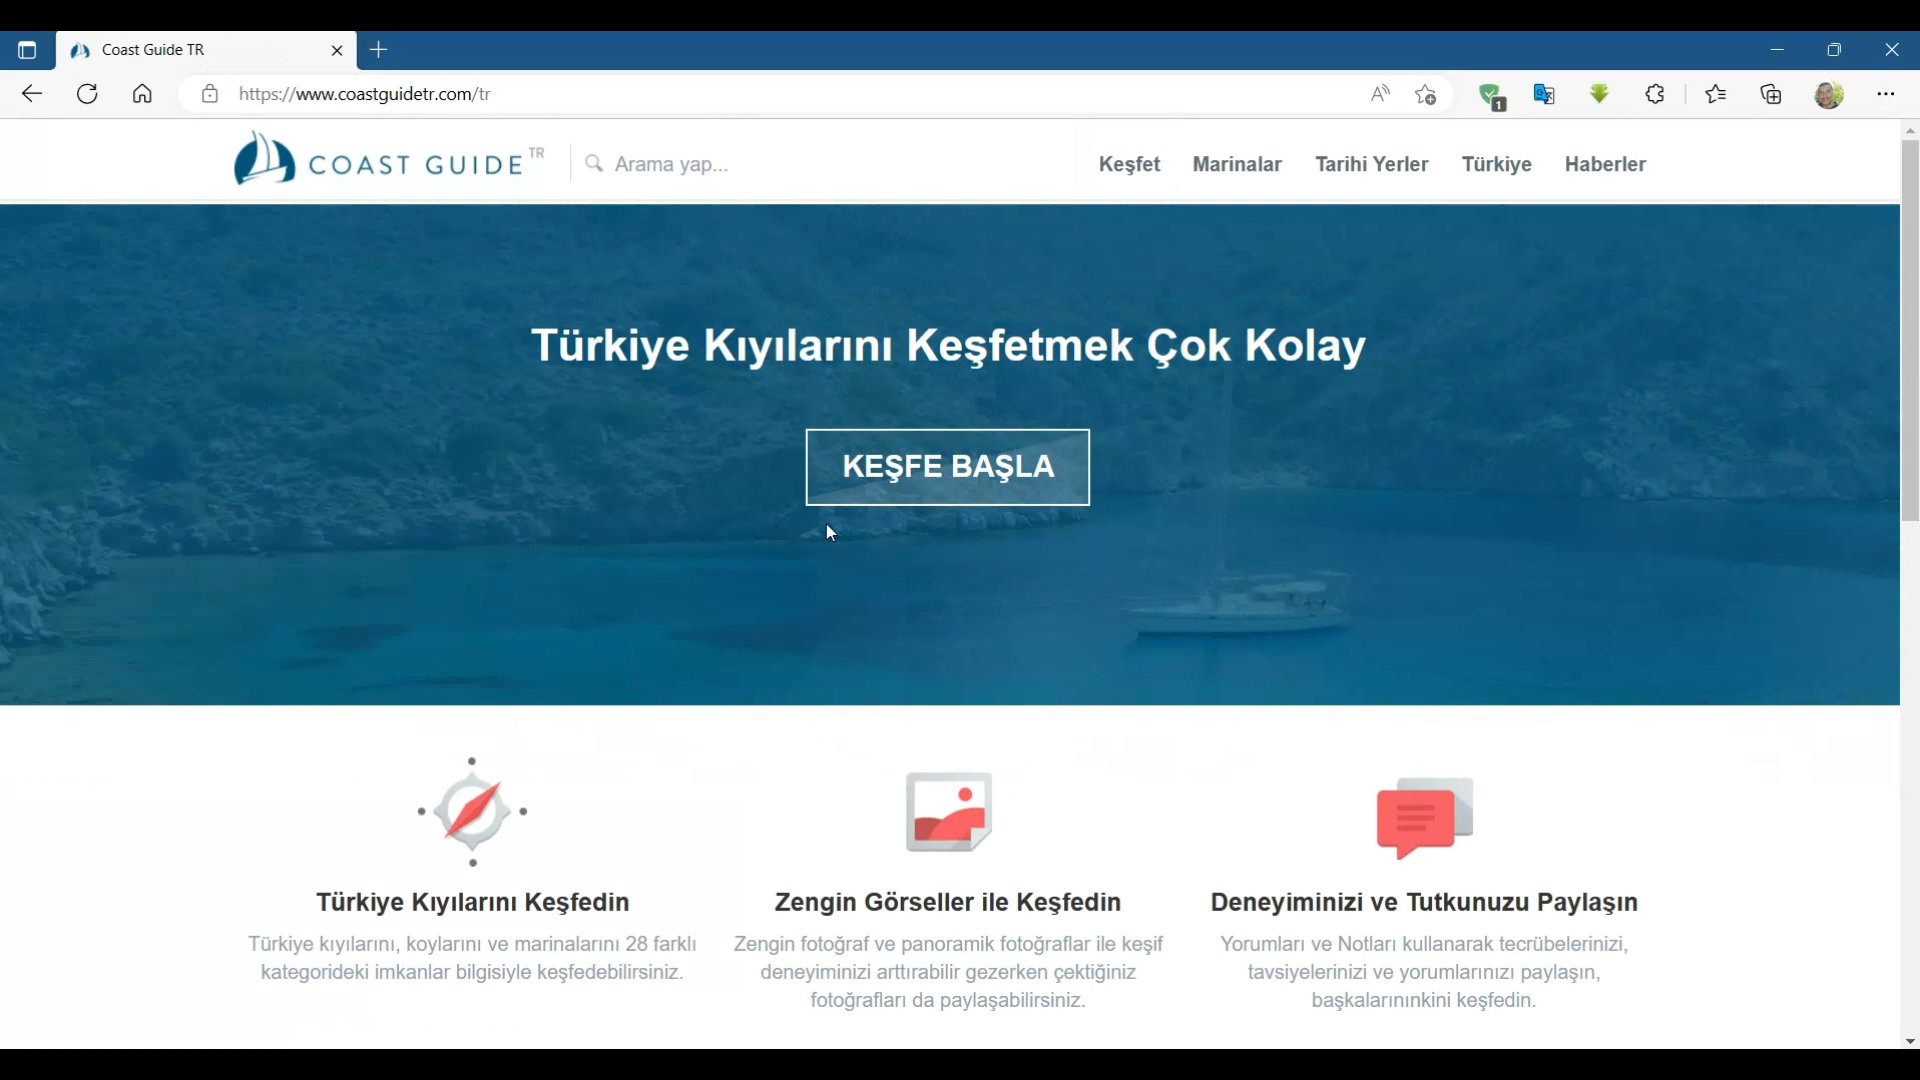 Coast Guide TR
https://www.coastguidetr.com/tr
1
COAST GUIDE TR
Arama yap...
Keşfet Marinalar Tarihi Yerler Türkiye Haberler
Türkiye Kıyılarını Keşfetmek Çok Kolay
KEŞFE BAŞLA
Türkiye Kıyılarını Keşfedin
Türkiye kıyılarını, koylarını ve marinalarını 28 farklı
kategorideki imkanlar bilgisiyle keşfedebilirsiniz.
Zengin Görseller ile Keşfedin
Zengin fotoğraf ve panoramik fotoğraflar ile keşif
deneyiminizi arttırabilir gezerken çektiğiniz
fotoğrafları da paylaşabilirsiniz.
Deneyiminizi ve Tutkunuzu Paylaşın
Yorumları ve Notları kullanarak tecrübelerinizi,
tavsiyelerinizi ve yorumlarınızı paylaşın,
başkalarınınkini keşfedin.